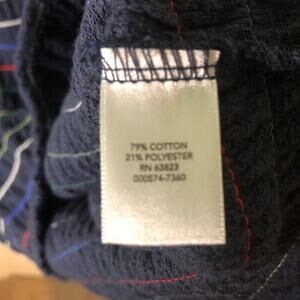 79% COTTON
21% POLYESTER
RN 63823
000574-7360